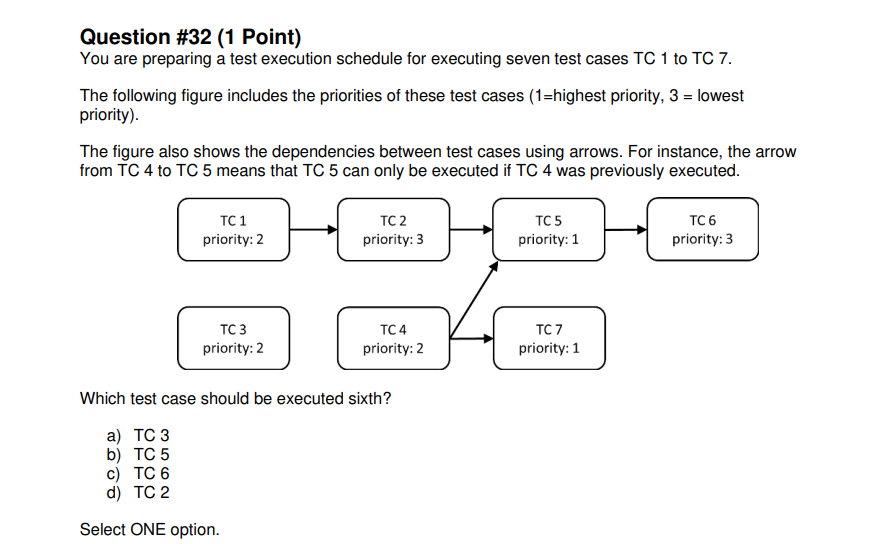 Question #32 (1 Point)
You are preparing a test execution schedule for executing seven test cases TC 1 to TC 7.
The following figure includes the priorities of these test cases (1=highest priority, 3 = lowest
priority).
The figure also shows the dependencies between test cases using arrows. For instance, the arrow
from TC 4 to TC 5 means that TC 5 can only be executed if TC 4 was previously executed.
TC 1
priority: 2
TC 2
priority: 3
TC 5
priority: 1
TC 6
priority: 3
TC 3
priority: 2
TC 4
priority: 2
TC 7
priority: 1
Which test case should be executed sixth?
a) TC 3
b) TC 5
c) TC 6
d) TC 2
Select ONE option.